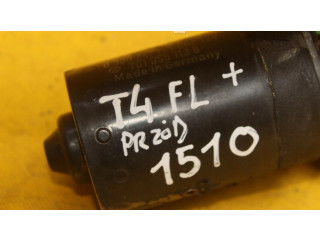 Made in Germany
T4 FL +
PRZÓD
1510